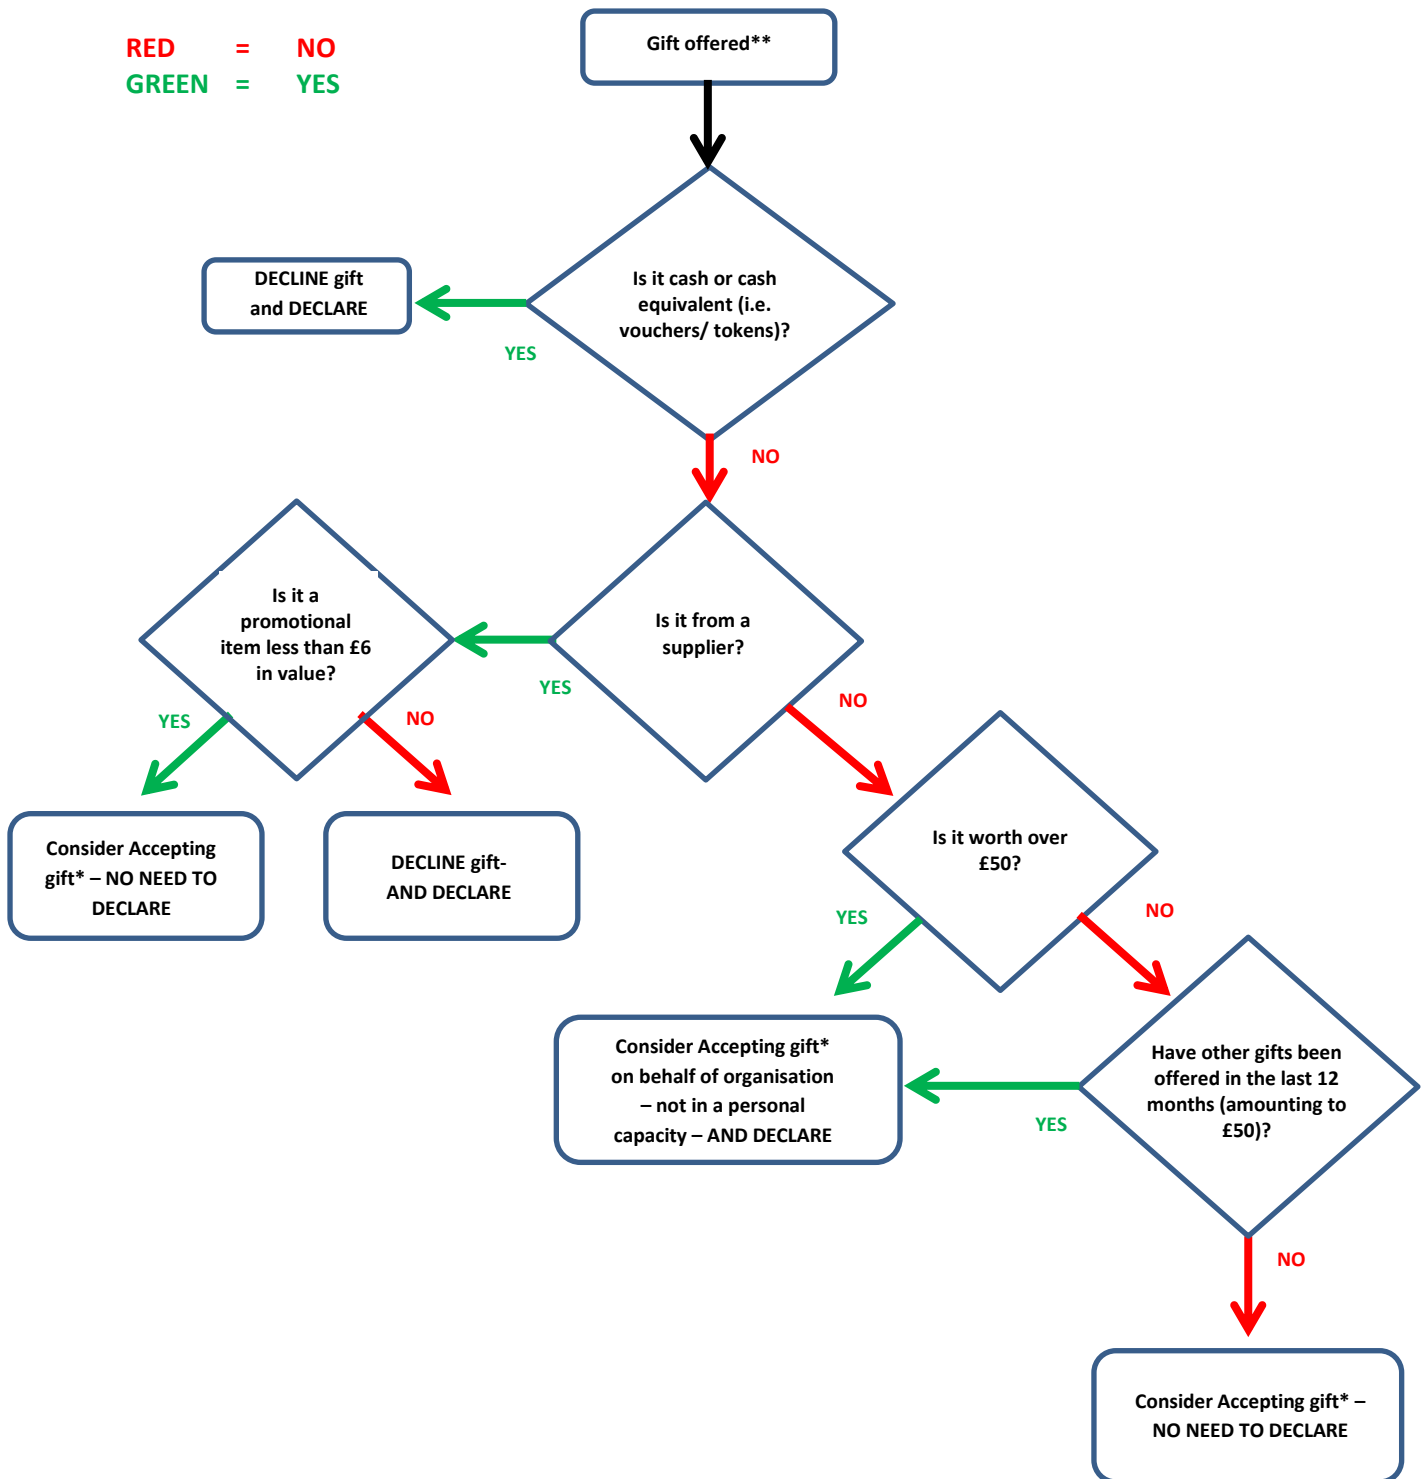 RED = NO
GREEN = YES
Gift offered**
Is it cash or cash
equivalent (i.e.
vouchers/ tokens)?
DECLINE gift
and DECLARE
YES
NO
Is it from a
supplier?
YES
NO
Is it a
promotional
item less than £6
in value?
YES
NO
Consider Accepting
gift* – NO NEED TO
DECLARE
DECLINE gift-
AND DECLARE
Is it worth over
£50?
YES
NO
Consider Accepting gift*
on behalf of organisation
– not in a personal
capacity – AND DECLARE
Have other gifts been
offered in the last 12
months (amounting to
£50)?
YES
NO
Consider Accepting gift* –
NO NEED TO DECLARE